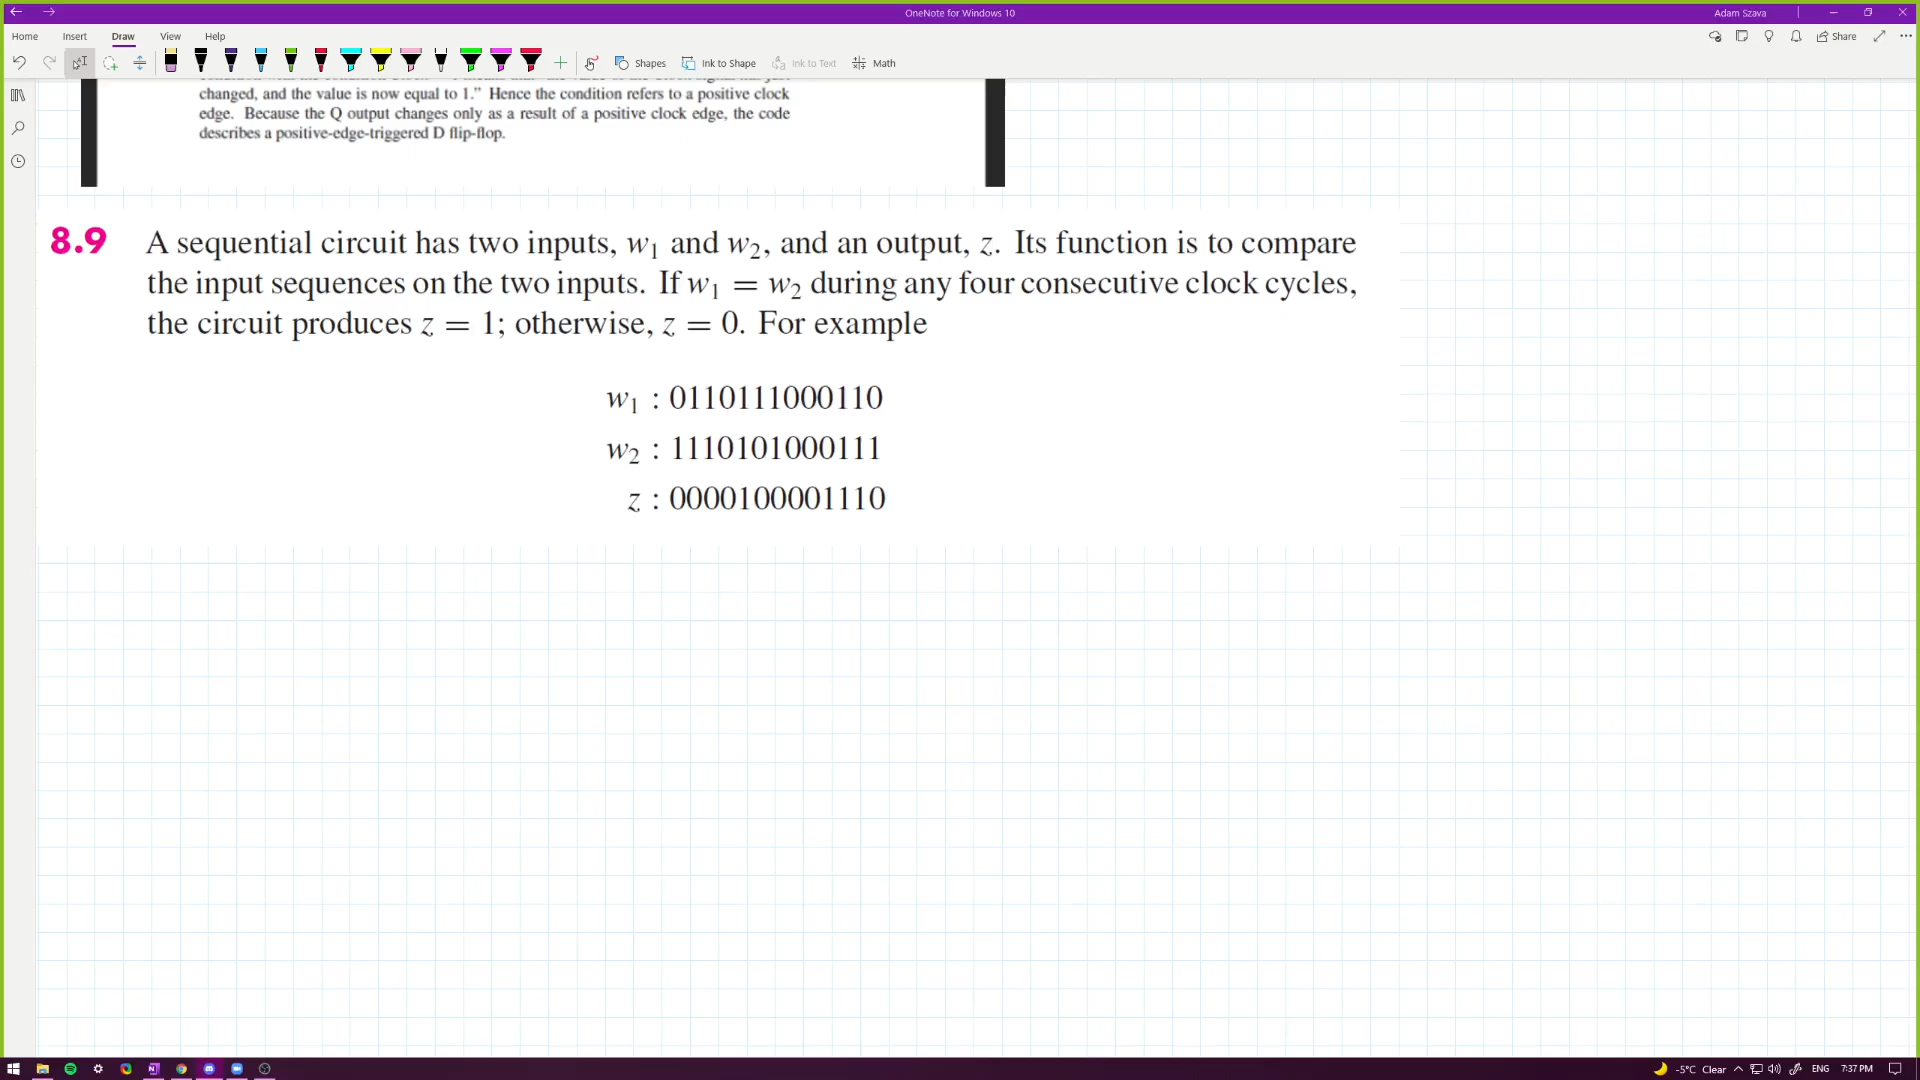 OneNote for Windows 10
Adam Szava
Home Insert Draw View Help
Share
Shapes Ink to Shape Ink to Text Math
changed, and the value is now equal to 1.” Hence the condition refers to a positive clock
edge. Because the Q output changes only as a result of a positive clock edge, the code
describes a positive-edge-triggered D flip-flop.
8.9 A sequential circuit has two inputs, w₁ and w₂, and an output, z. Its function is to compare
the input sequences on the two inputs. If w₁ = w₂ during any four consecutive clock cycles,
the circuit produces z = 1; otherwise, z = 0. For example
w₁ : 0110111000110
w₂ : 1110101000111
z : 0000100001110
-5°C Clear ENG 7:37 PM